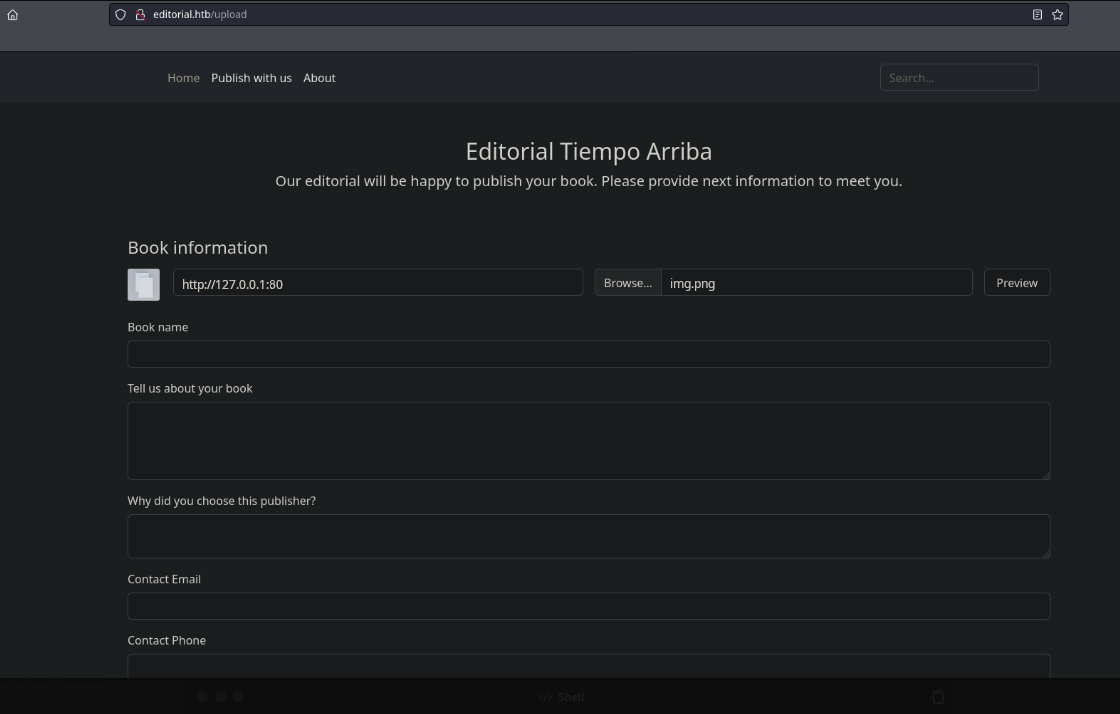 editorial.htb/upload
Home Publish with us About Search...
Editorial Tiempo Arriba
Our editorial will be happy to publish your book. Please provide next information to meet you.
Book information
http://127.0.0.1:80 Browse... img.png Preview
Book name
Tell us about your book
Why did you choose this publisher?
Contact Email
Contact Phone
</> Shell